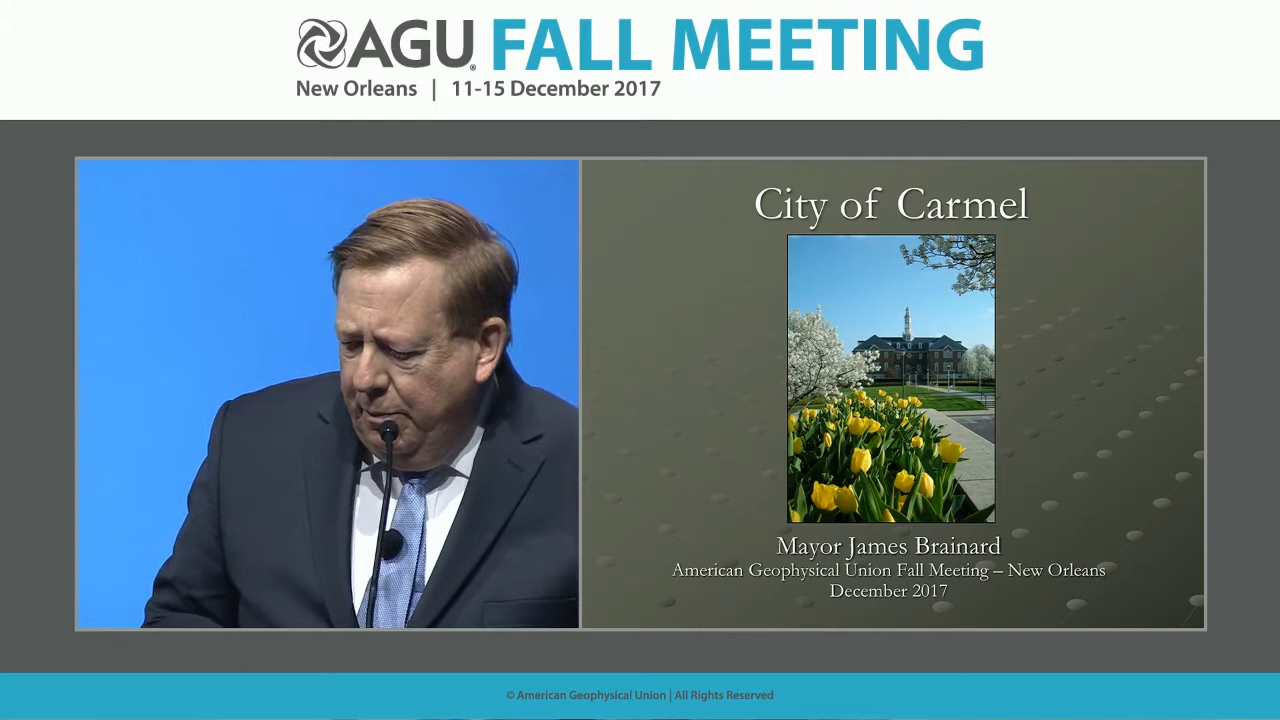 AGU FALL MEETING
New Orleans | 11-15 December 2017
City of Carmel
Mayor James Brainard
American Geophysical Union Fall Meeting – New Orleans
December 2017
© American Geophysical Union | All Rights Reserved